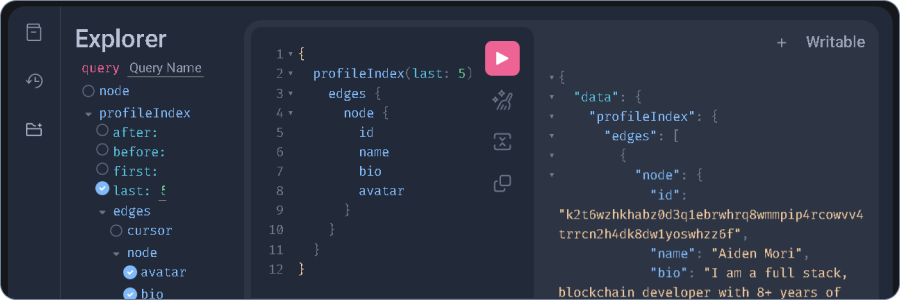 Explorer
query Query Name
node
profileIndex
after:
before:
first:
last: 5
edges
cursor
node
avatar
bio
1 {
2 profileIndex(last: 5)
3 edges {
4 node {
5 id
6 name
7 bio
8 avatar
9 }
10 }
11 }
12 }
+ Writable
{
"data": {
"profileIndex": {
"edges": [
{
"node": {
"id":
"k2t6wzhkhabz0d3q1ebrwhrq8wmmpip4rcowvv4
trrcn2h4dk8dw1yoswhzz6f",
"name": "Aiden Mori",
"bio": "I am a full stack,
blockchain developer with 8+ years of